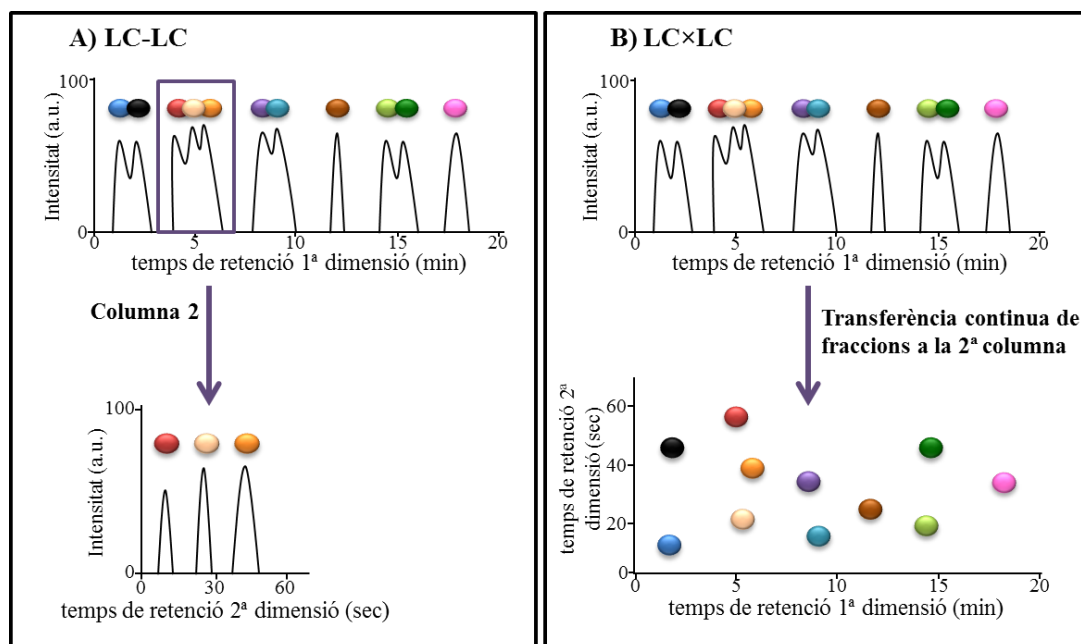 A) LC-LC
100
Intensitat (a.u.)
0
0 5 10 15 20
temps de retenció 1ª dimensió (min)
Columna 2
100
Intensitat (a.u.)
0
0 30 60
temps de retenció 2ª dimensió (sec)
B) LC×LC
100
Intensitat (a.u.)
0
0 5 10 15 20
temps de retenció 1ª dimensió (min)
Transferència continua de
fraccions a la 2ª columna
temps de retenció 2ª
dimensió (sec)
60
40
20
0
0 5 10 15 20
temps de retenció 1ª dimensió (min)